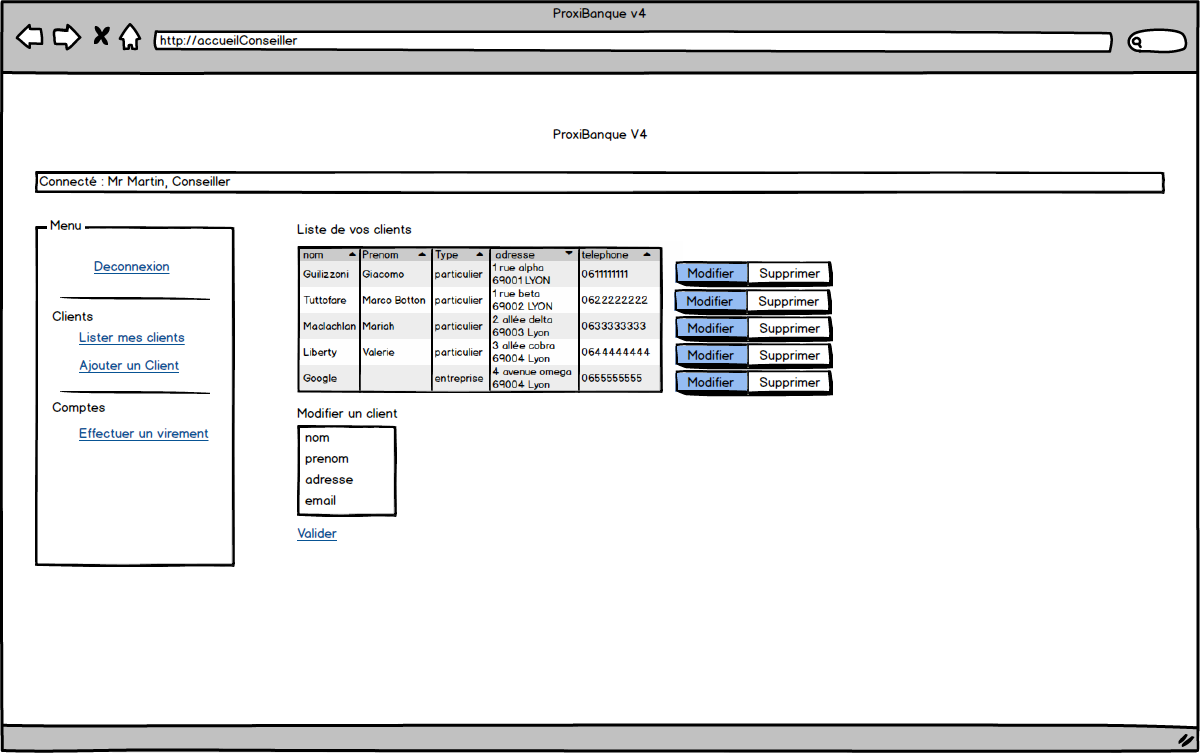 ProxiBanque v4
http://accueilConseiller
ProxiBanque V4
Connecté : Mr Martin, Conseiller
Menu
Deconnexion
Clients
Lister mes clients
Ajouter un Client
Comptes
Effectuer un virement
Liste de vos clients
nom Prenom Type adresse telephone
Guilizzoni Giacomo particulier 1 rue alpha 69001 LYON 0611111111 Modifier Supprimer
Tuttofare Marco Botton particulier 1 rue beta 69002 LYON 0622222222 Modifier Supprimer
Maclachlan Mariah particulier 2 allée delta 69003 Lyon 0633333333 Modifier Supprimer
Liberty Valerie particulier 3 allée cobra 69004 Lyon 0644444444 Modifier Supprimer
Google entreprise 4 avenue omega 69004 Lyon 0655555555 Modifier Supprimer
Modifier un client
nom
prenom
adresse
email
Valider